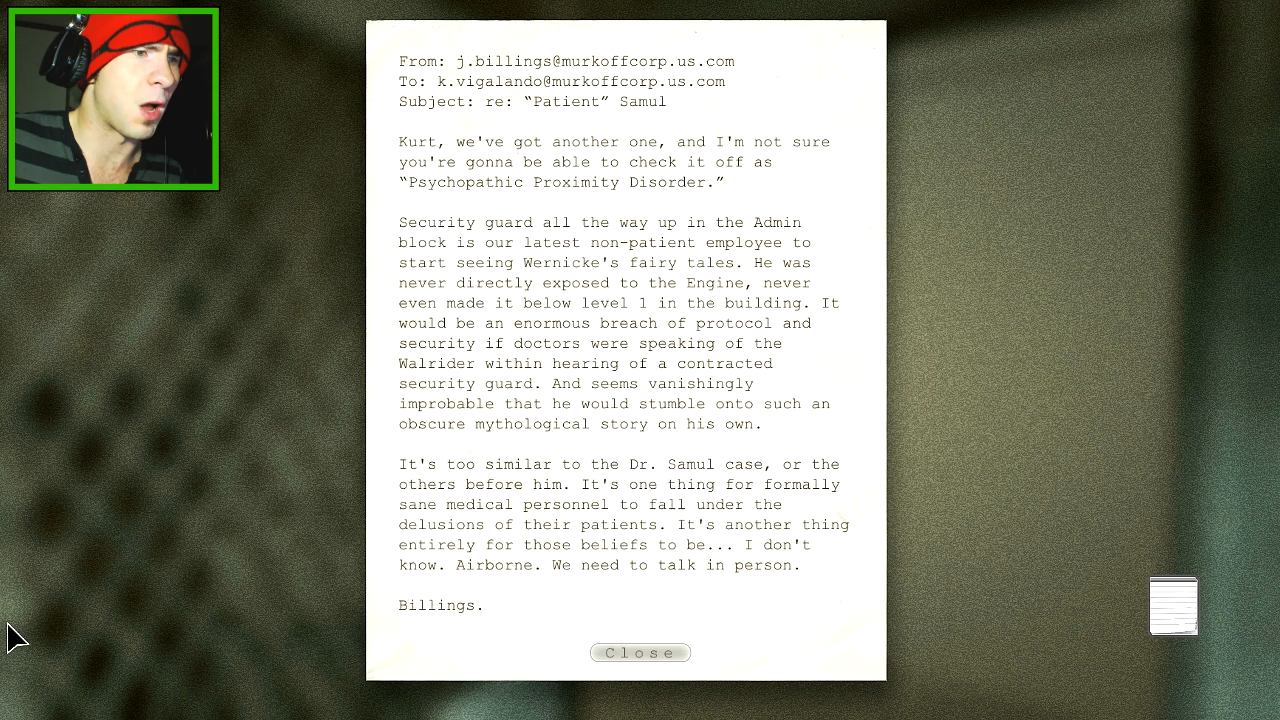 From: j.billings@murkoffcorp.us.com
To: k.vigalando@murkoffcorp.us.com
Subject: re: “Patient” Samul
Kurt, we've got another one, and I'm not sure
you're gonna be able to check it off as
“Psychopathic Proximity Disorder.”
Security guard all the way up in the Admin
block is our latest non-patient employee to
start seeing Wernicke's fairy tales. He was
never directly exposed to the Engine, never
even made it below level 1 in the building. It
would be an enormous breach of protocol and
security if doctors were speaking of the
Walrider within hearing of a contracted
security guard. And seems vanishingly
improbable that he would stumble onto such an
obscure mythological story on his own.
It's too similar to the Dr. Samul case, or the
others before him. It's one thing for formally
sane medical personnel to fall under the
delusions of their patients. It's another thing
entirely for those beliefs to be... I don't
know. Airborne. We need to talk in person.
Billings.
Close